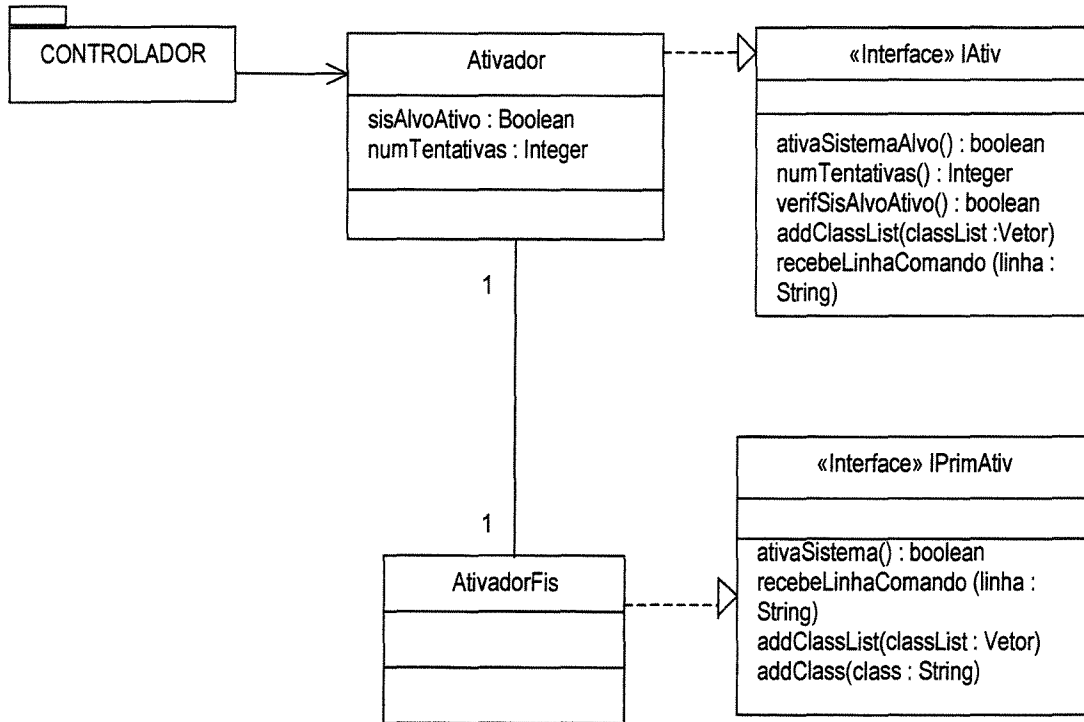 CONTROLADOR
Ativador
sisAlvoAtivo : Boolean
numTentativas : Integer
«Interface» IAtiv
ativaSistemaAlvo() : boolean
numTentativas() : Integer
verifSisAlvoAtivo() : boolean
addClassList(classList :Vetor)
recebeLinhaComando (linha :
String)
1
1
AtivadorFis
«Interface» IPrimAtiv
ativaSistema() : boolean
recebeLinhaComando (linha :
String)
addClassList(classList : Vetor)
addClass(class : String)